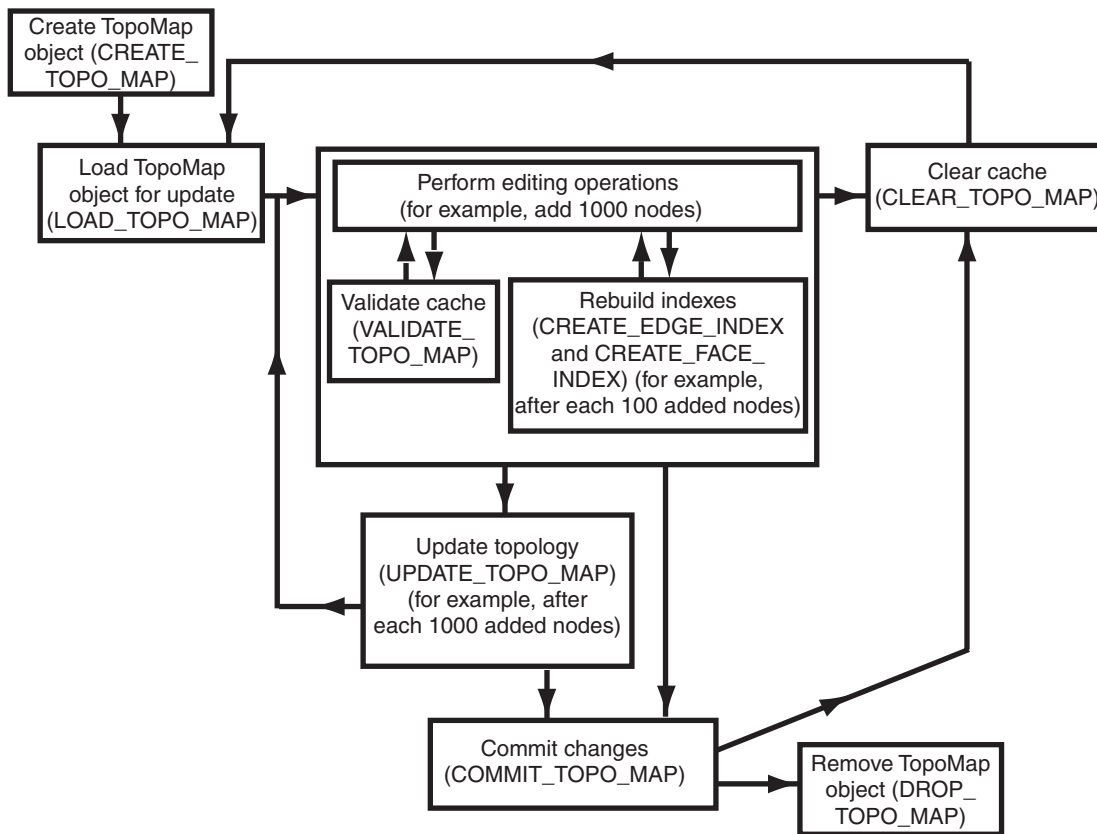 Create TopoMap
object (CREATE_
TOPO_MAP)
Load TopoMap
object for update
(LOAD_TOPO_MAP)
Perform editing operations
(for example, add 1000 nodes)
Clear cache
(CLEAR_TOPO_MAP)
Validate cache
(VALIDATE_
TOPO_MAP)
Rebuild indexes
(CREATE_EDGE_INDEX
and CREATE_FACE_
INDEX) (for example,
after each 100 added nodes)
Update topology
(UPDATE_TOPO_MAP)
(for example, after
each 1000 added nodes)
Commit changes
(COMMIT_TOPO_MAP)
Remove TopoMap
object (DROP_
TOPO_MAP)